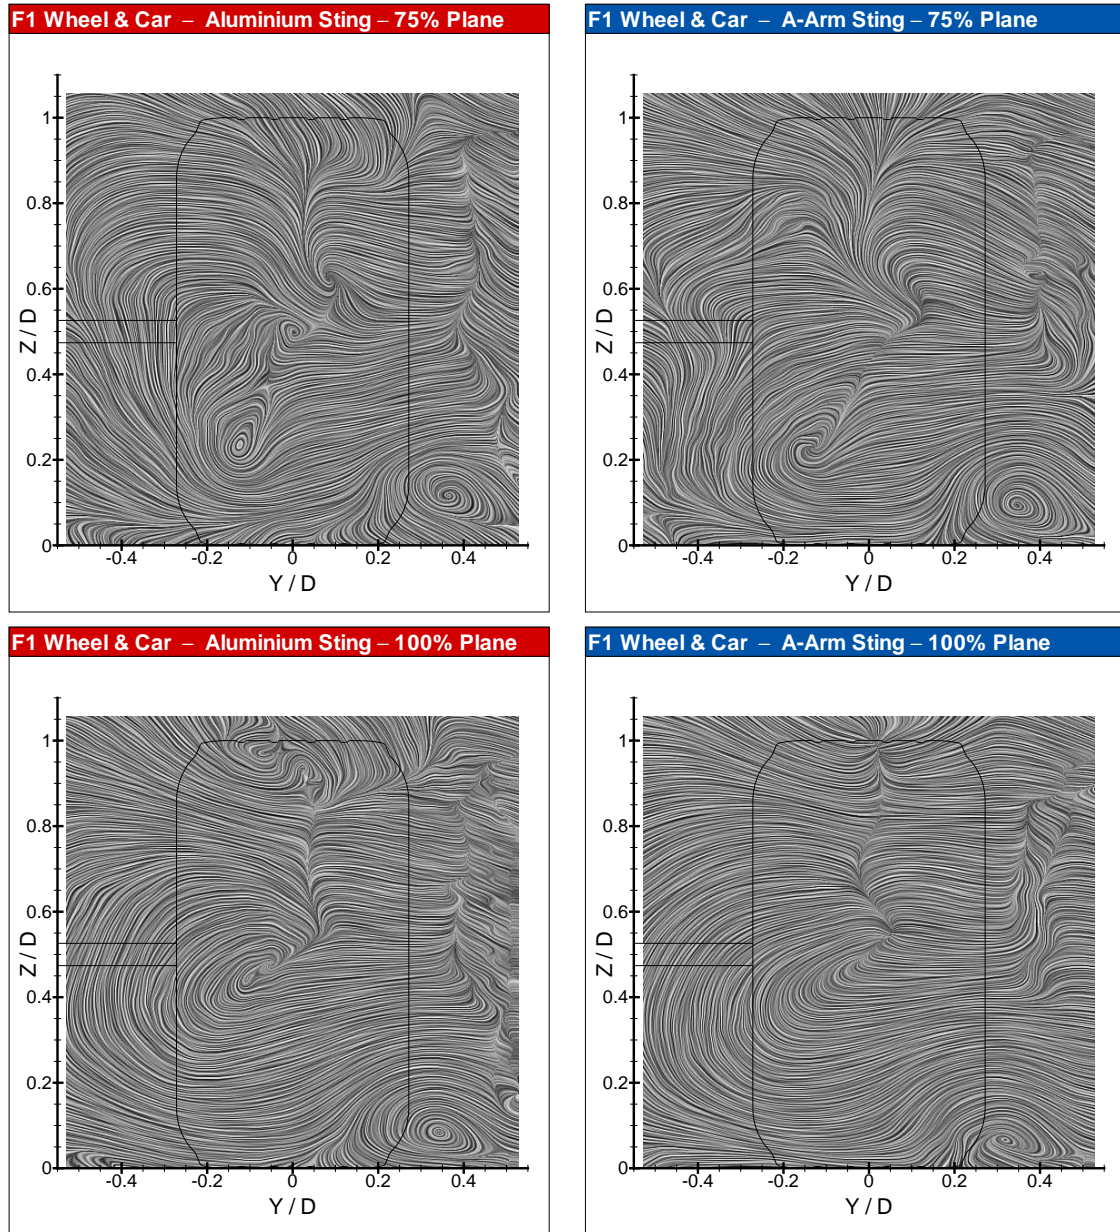 F1 Wheel & Car – Aluminium Sting – 75% Plane
Z / D
1
0.8
0.6
0.4
0.2
0
-0.4 -0.2 0 0.2 0.4
Y / D
F1 Wheel & Car – A-Arm Sting – 75% Plane
Z / D
1
0.8
0.6
0.4
0.2
0
-0.4 -0.2 0 0.2 0.4
Y / D
F1 Wheel & Car – Aluminium Sting – 100% Plane
Z / D
1
0.8
0.6
0.4
0.2
0
-0.4 -0.2 0 0.2 0.4
Y / D
F1 Wheel & Car – A-Arm Sting – 100% Plane
Z / D
1
0.8
0.6
0.4
0.2
0
-0.4 -0.2 0 0.2 0.4
Y / D